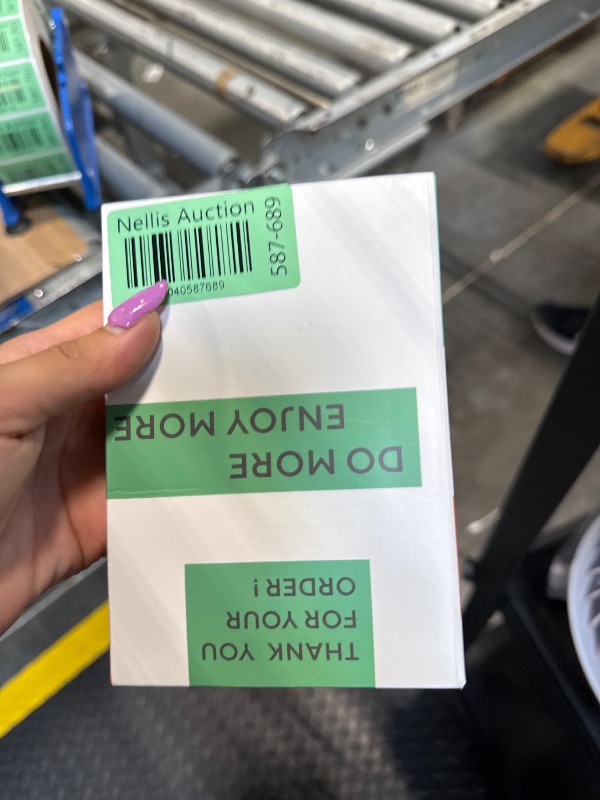 Nellis Auction
587-689
040587689
THANK YOU
FOR YOUR
ORDER!
DO MORE
ENJOY MORE